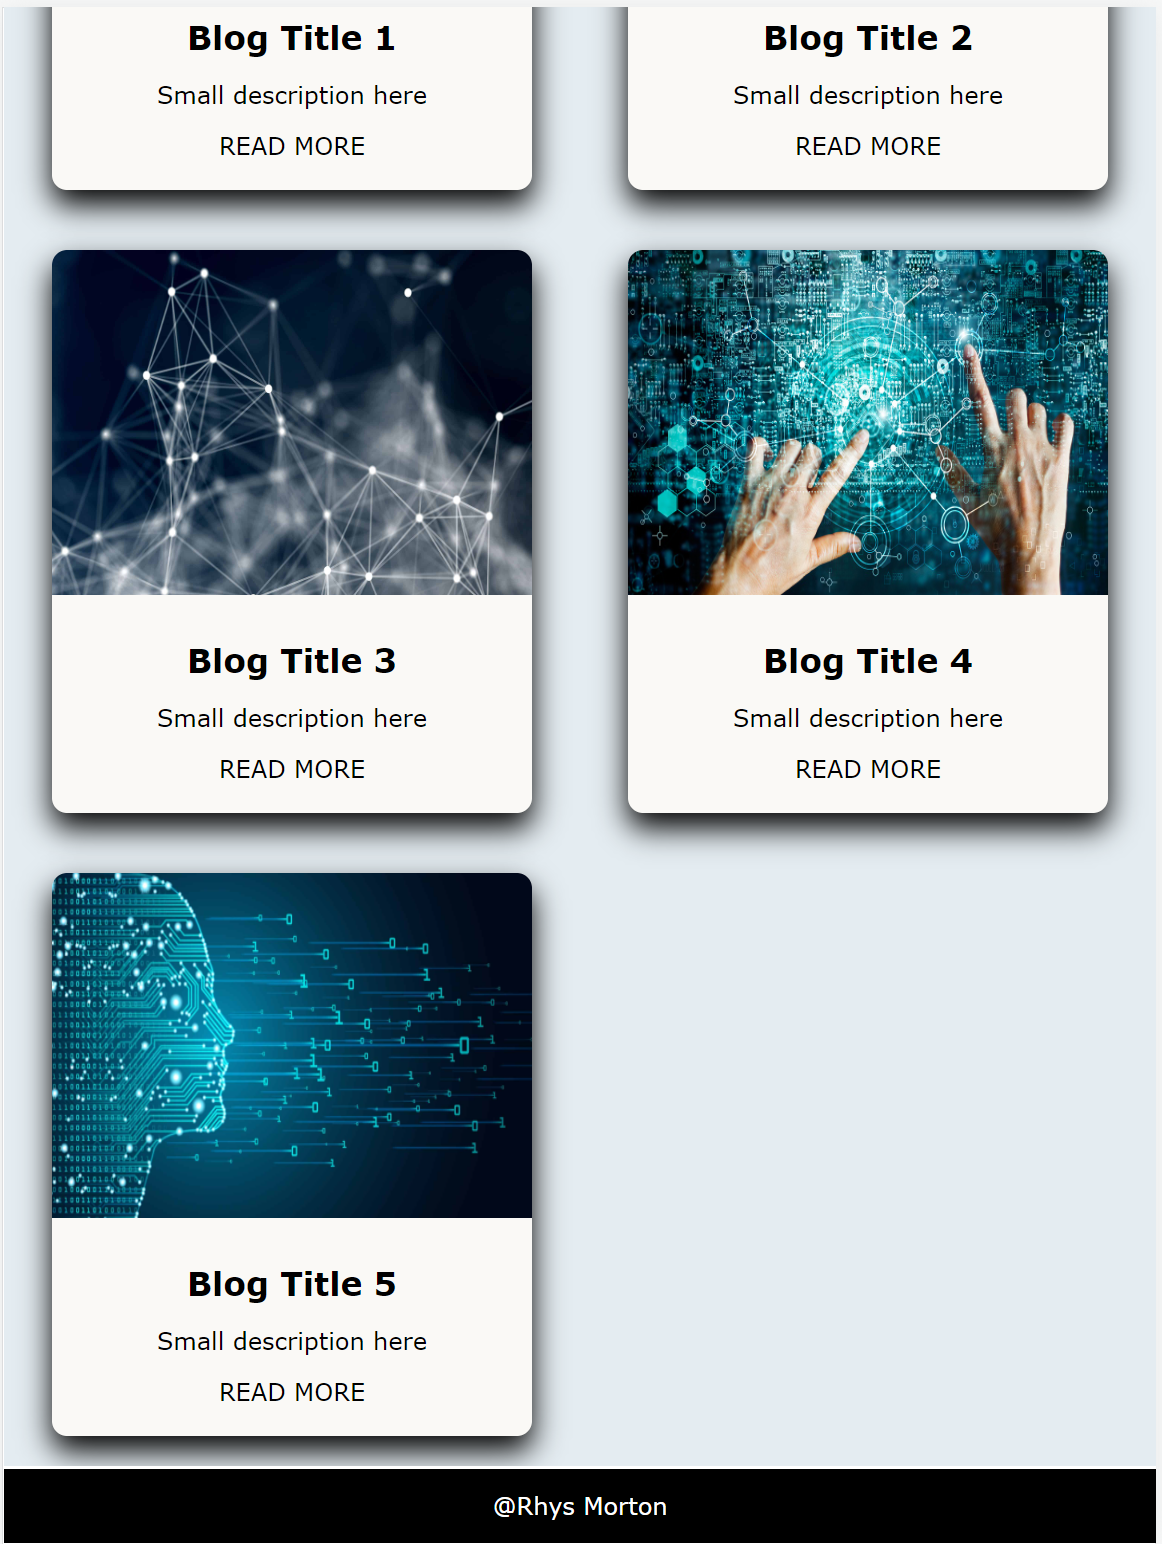 Blog Title 1
Small description here
READ MORE
Blog Title 2
Small description here
READ MORE
Blog Title 3
Small description here
READ MORE
Blog Title 4
Small description here
READ MORE
Blog Title 5
Small description here
READ MORE
@Rhys Morton